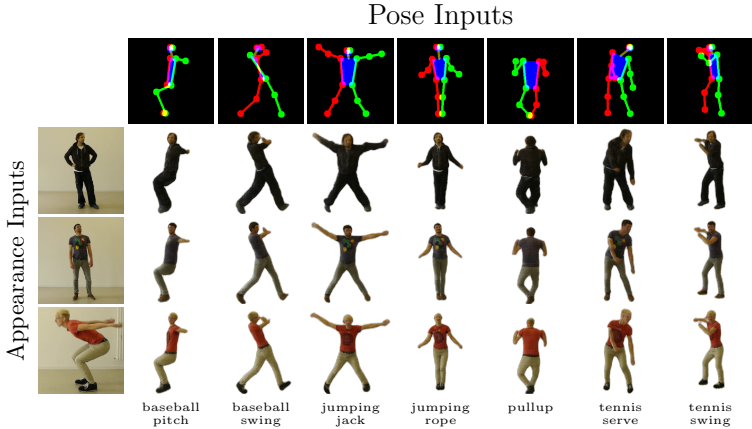 Pose Inputs
Appearance Inputs
baseball
pitch
baseball
swing
jumping
jack
jumping
rope
pullup
tennis
serve
tennis
swing